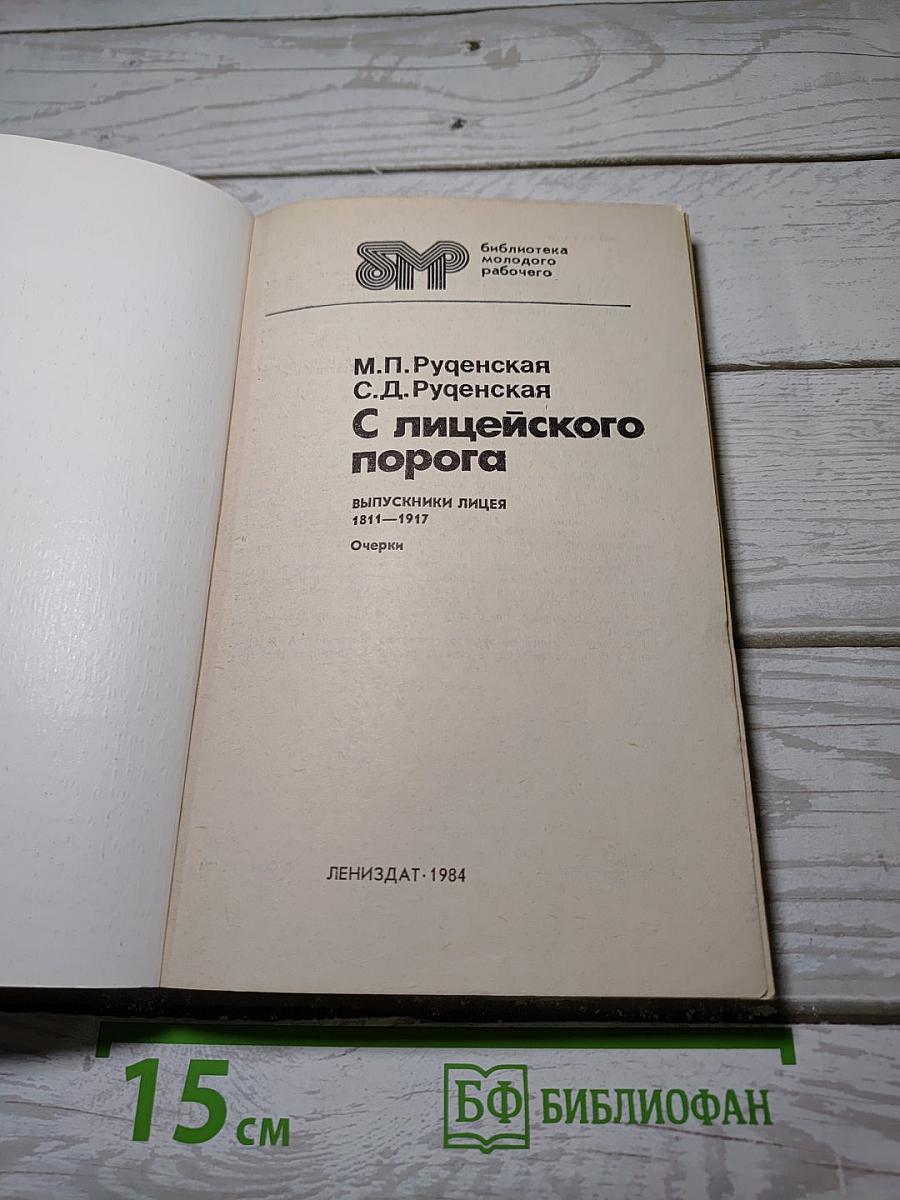 БМР
библиотека
молодого
рабочего
М.П.Руденская
С.Д.Руденская
С лицейского
порога
ВЫПУСКНИКИ ЛИЦЕЯ
1811—1917
Очерки
ЛЕНИЗДАТ·1984
15 см
БФ БИБЛИОФАН